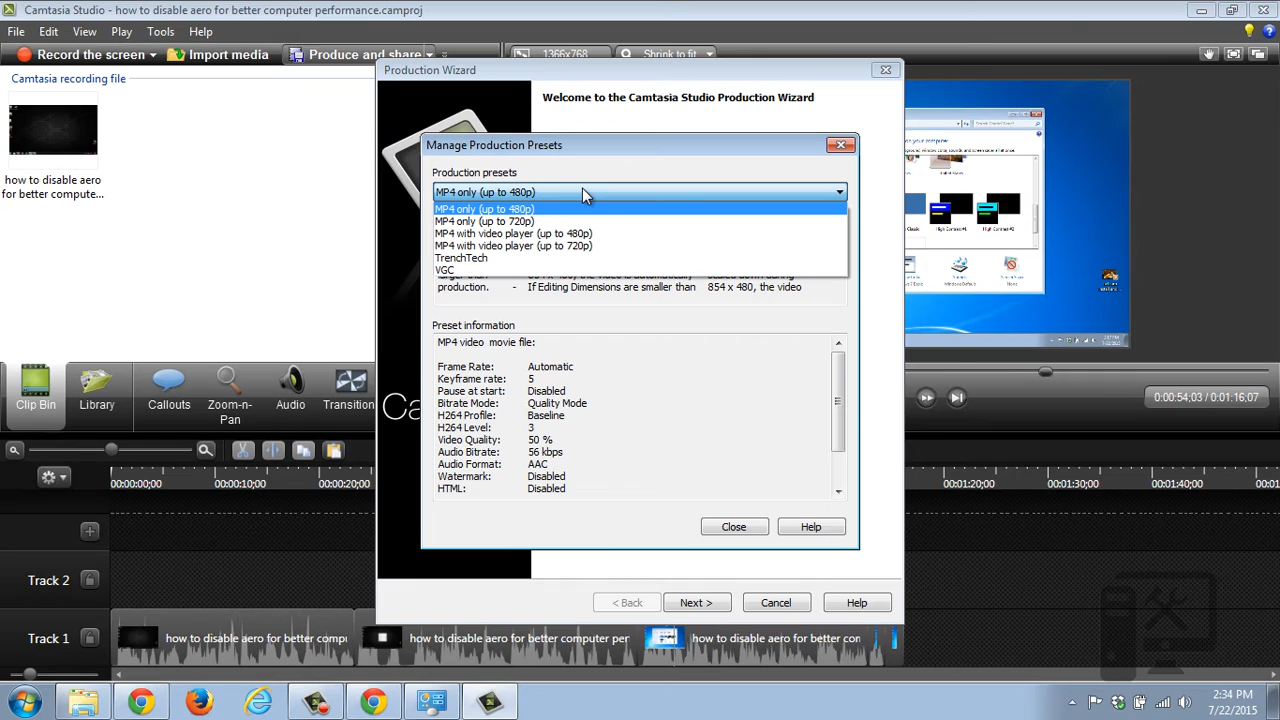 Camtasia Studio - how to disable aero for better computer performance.camproj
File Edit View Play Tools Help
Record the screen Import media Produce and share 1366x768 Shrink to fit
Camtasia recording file
how to disable aero
for better compute...
Production Wizard
Welcome to the Camtasia Studio Production Wizard
Manage Production Presets
Production presets
MP4 only (up to 480p)
MP4 only (up to 480p)
MP4 only (up to 720p)
MP4 with video player (up to 480p)
MP4 with video player (up to 720p)
TrenchTech
VGC
production. - If Editing Dimensions are smaller than 854 x 480, the video
Preset information
MP4 video movie file:
Frame Rate: Automatic
Keyframe rate: 5
Pause at start: Disabled
Bitrate Mode: Quality Mode
H264 Profile: Baseline
H264 Level: 3
Video Quality: 50 %
Audio Bitrate: 56 kbps
Audio Format: AAC
Watermark: Disabled
HTML: Disabled
Close Help
< Back Next > Cancel Help
Clip Bin Library Callouts Zoom-n-
Pan Audio Transition
0:00:54;03 / 0:01:16;07
00:00:00;00 00:00:10;00 00:00:20;00 00:01:20;00 00:01:30;00 00:01:40;00
Track 2
Track 1 how to disable aero for better compu how to disable aero for better computer per how to disable aero for better con
2:34 PM
7/22/2015